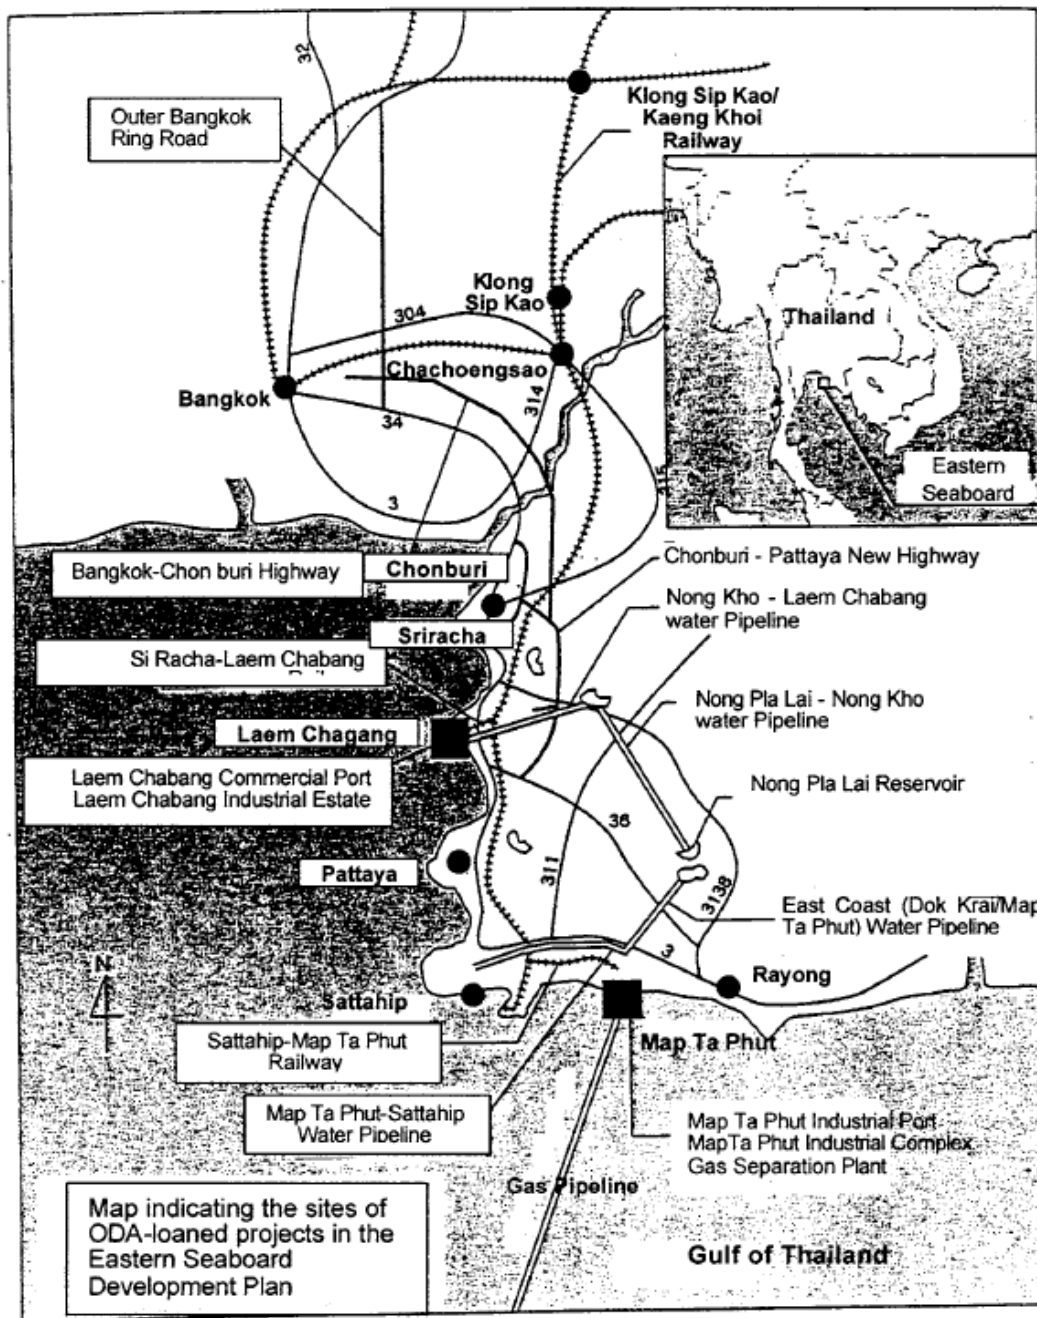 32
Outer Bangkok
Ring Road
Klong Sip Kao/
Kaeng Khoi
Railway
Klong
Sip Kao
304
Thailand
Chachoengsao
Bangkok
314
34
3
Eastern
Seaboard
Bangkok-Chon buri Highway
Chonburi
Chonburi - Pattaya New Highway
Nong Kho - Laem Chabang
water Pipeline
Sriracha
Si Racha-Laem Chabang
Nong Pla Lai - Nong Kho
water Pipeline
Laem Chagang
Laem Chabang Commercial Port
Laem Chabang Industrial Estate
Nong Pla Lai Reservoir
36
311
Pattaya
3138
East Coast (Dok Krai/Map
Ta Phut) Water Pipeline
3
N
Rayong
Sattahip
Sattahip-Map Ta Phut
Railway
Map Ta Phut
Map Ta Phut-Sattahip
Water Pipeline
Map Ta Phut Industrial Port
MapTa Phut Industrial Complex
Gas Separation Plant
Gas Pipeline
Map indicating the sites of
ODA-loaned projects in the
Eastern Seaboard
Development Plan
Gulf of Thailand